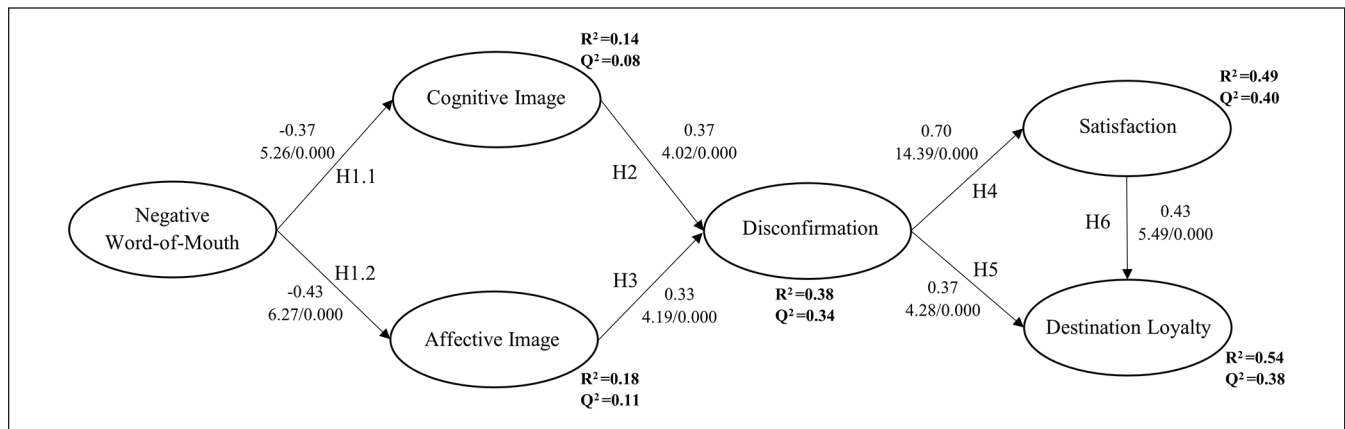 R²=0.14
Q²=0.08
Cognitive Image
-0.37
5.26/0.000
H1.1
Negative
Word-of-Mouth
H1.2
-0.43
6.27/0.000
Affective Image
R²=0.18
Q²=0.11
0.37
4.02/0.000
H2
H3
0.33
4.19/0.000
Disconfirmation
R²=0.38
Q²=0.34
0.70
14.39/0.000
H4
H5
0.37
4.28/0.000
R²=0.49
Q²=0.40
Satisfaction
H6
0.43
5.49/0.000
Destination Loyalty
R²=0.54
Q²=0.38